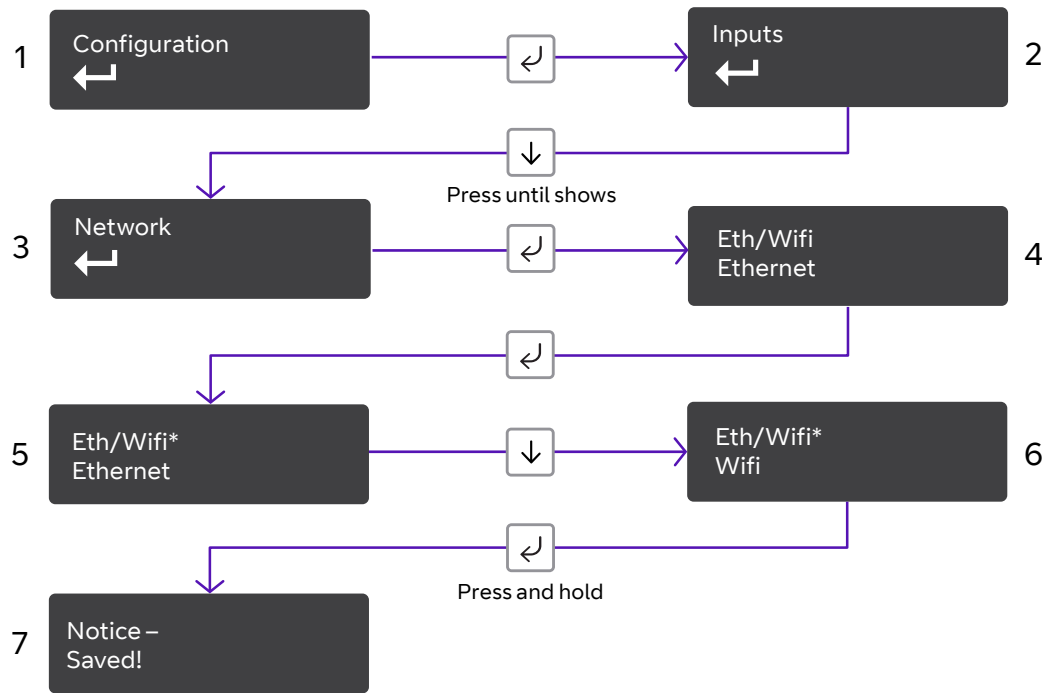 1
Configuration
Inputs
2
Press until shows
3
Network
Eth/Wifi
Ethernet
4
5
Eth/Wifi*
Ethernet
Eth/Wifi*
Wifi
6
Press and hold
7
Notice –
Saved!